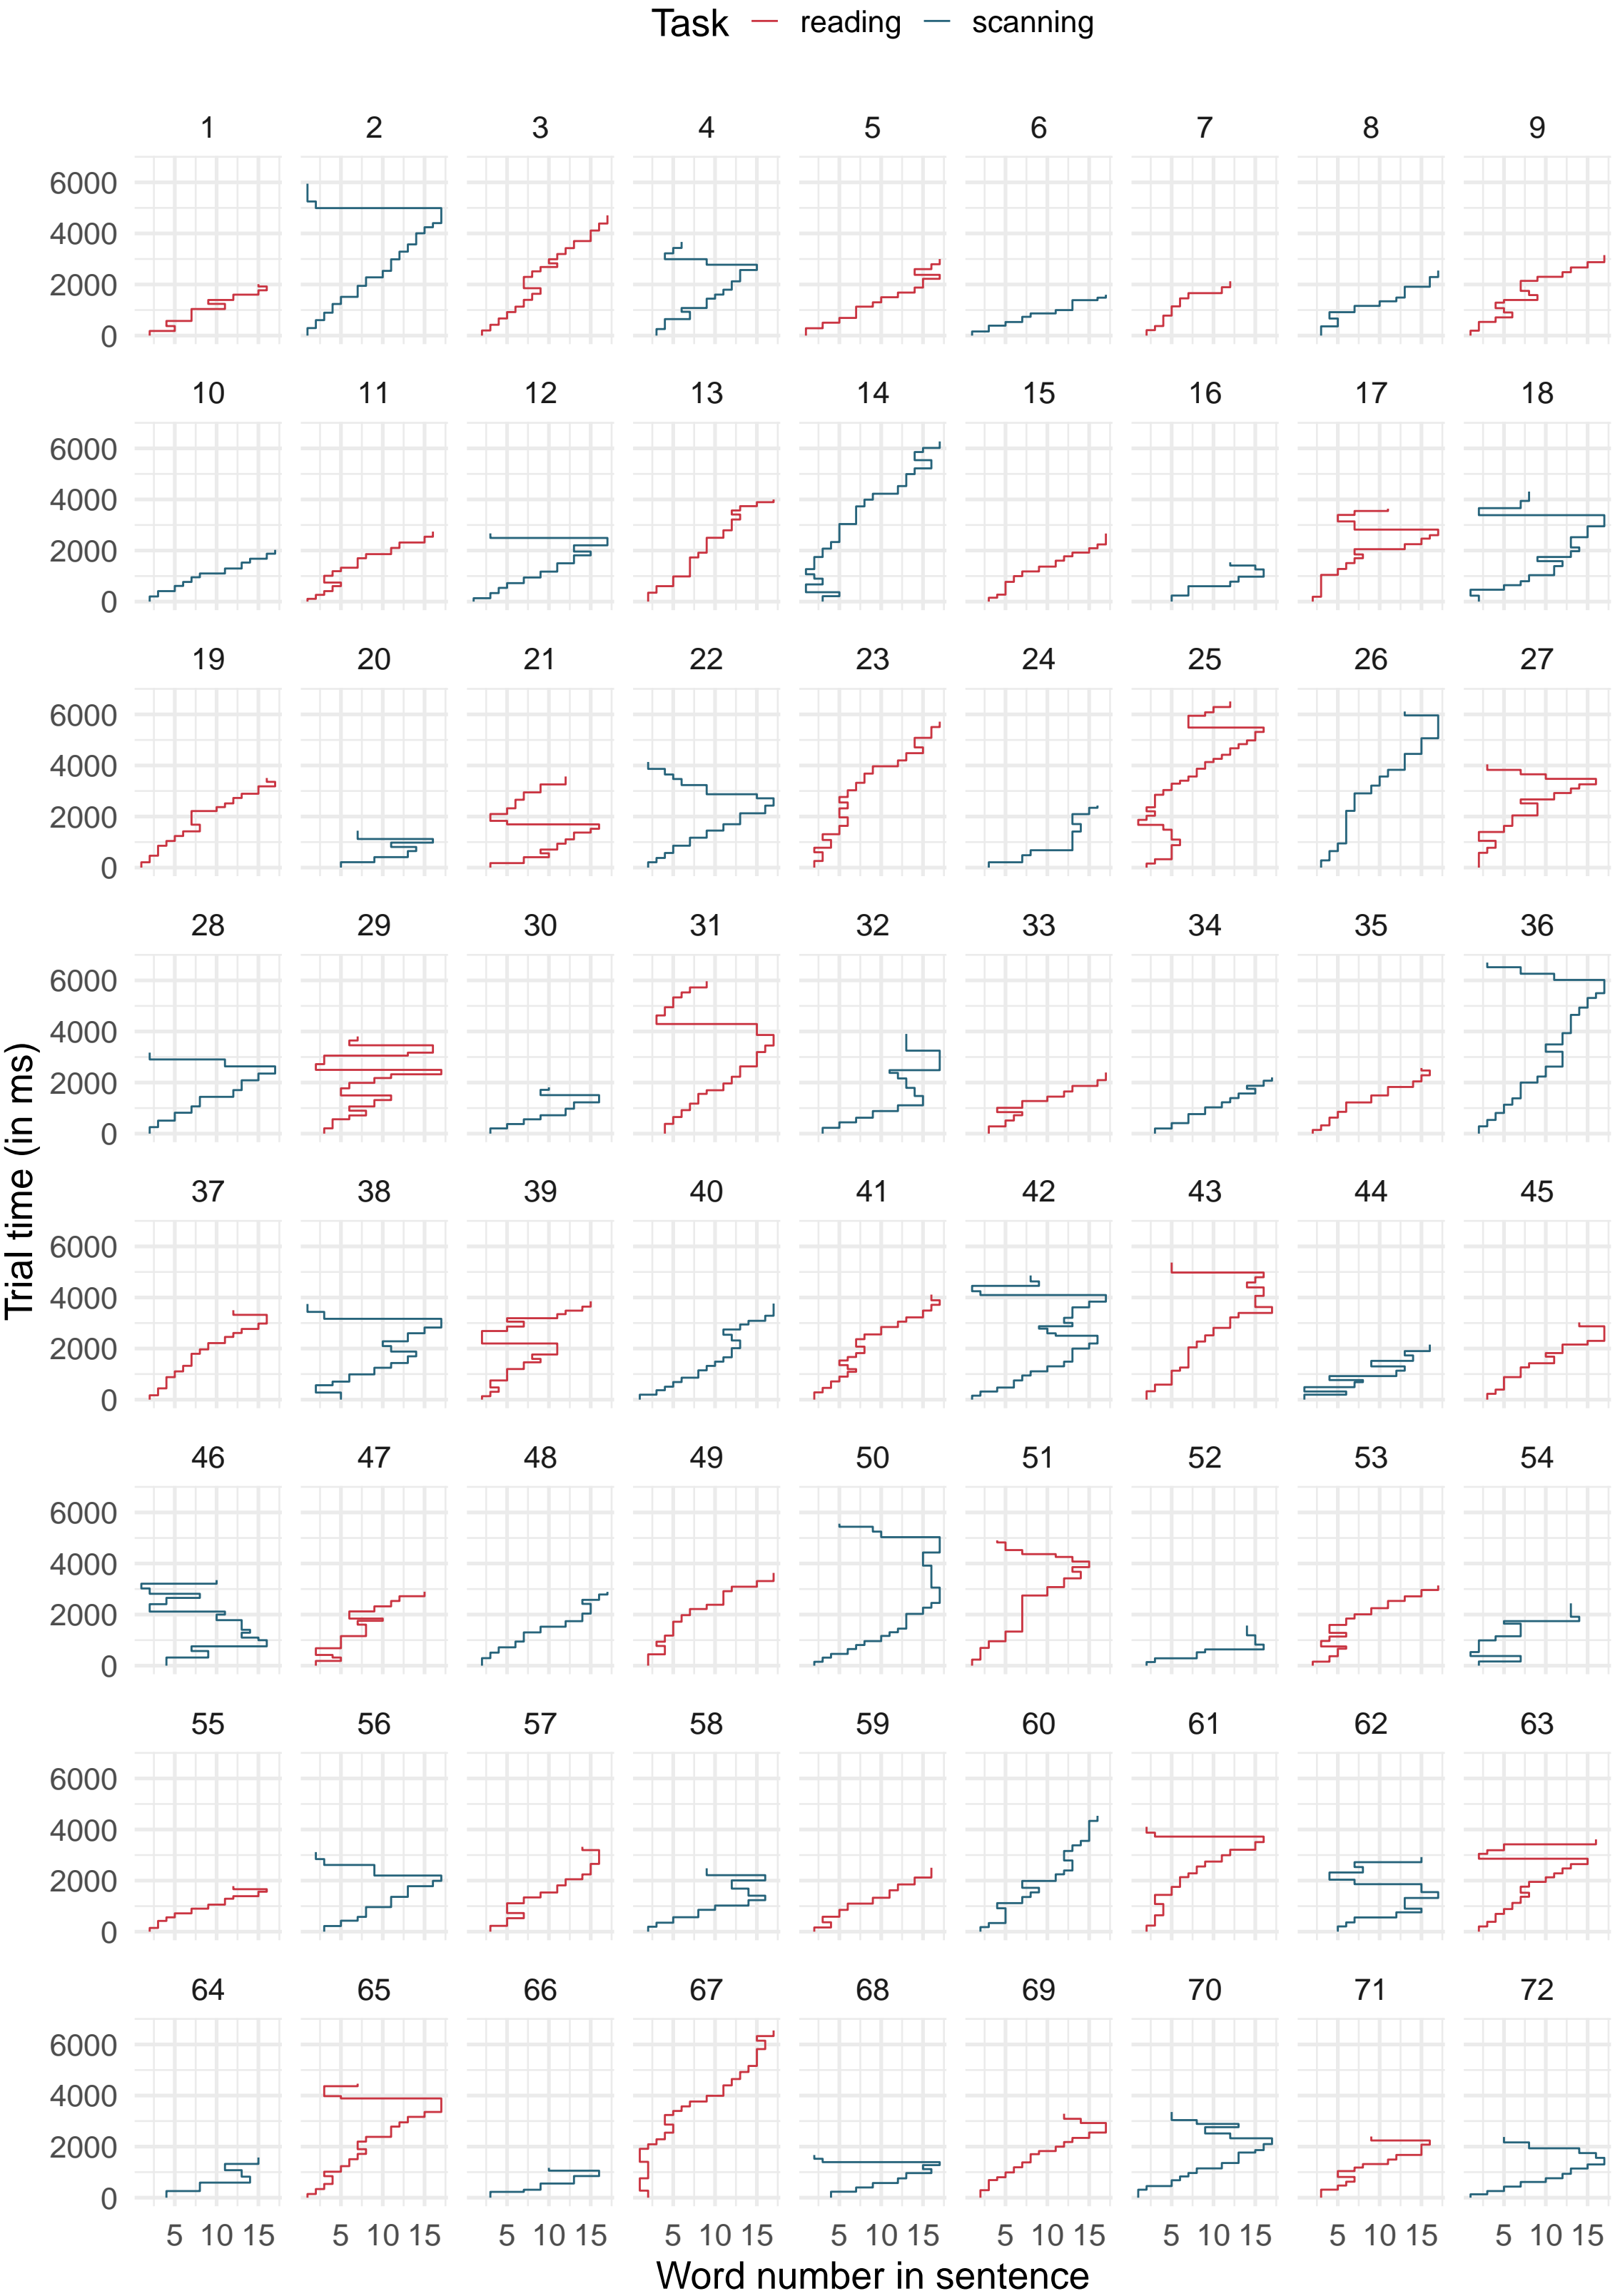 Task reading scanning
1 2 3 4 5 6 7 8 9
6000
4000
2000
0
10 11 12 13 14 15 16 17 18
6000
4000
2000
0
19 20 21 22 23 24 25 26 27
6000
4000
2000
0
28 29 30 31 32 33 34 35 36
6000
4000
2000
0
37 38 39 40 41 42 43 44 45
6000
4000
2000
0
46 47 48 49 50 51 52 53 54
6000
4000
2000
0
55 56 57 58 59 60 61 62 63
6000
4000
2000
0
64 65 66 67 68 69 70 71 72
6000
4000
2000
0
5 10 15 5 10 15 5 10 15 5 10 15 5 10 15 5 10 15 5 10 15 5 10 15 5 10 15
Word number in sentence
Trial time (in ms)